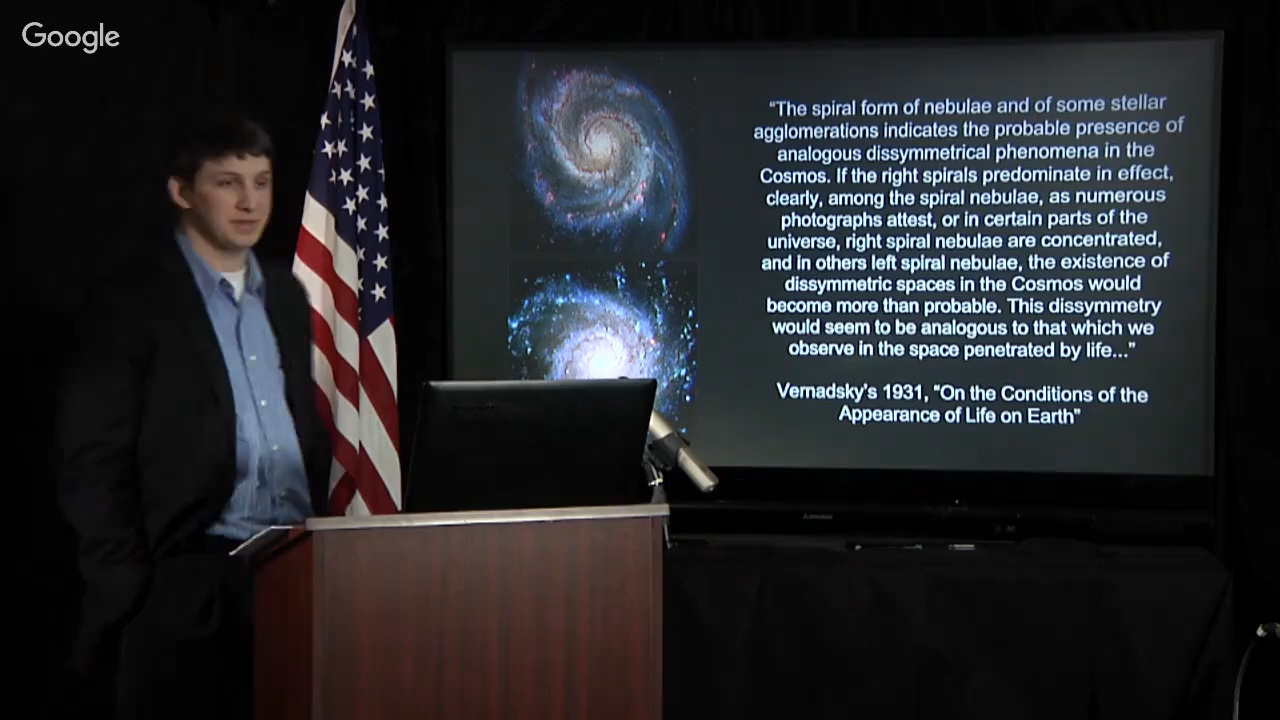 Google
“The spiral form of nebulae and of some stellar
agglomerations indicates the probable presence of
analogous dissymmetrical phenomena in the
Cosmos. If the right spirals predominate in effect,
clearly, among the spiral nebulae, as numerous
photographs attest, or in certain parts of the
universe, right spiral nebulae are concentrated,
and in others left spiral nebulae, the existence of
dissymmetric spaces in the Cosmos would
become more than probable. This dissymmetry
would seem to be analogous to that which we
observe in the space penetrated by life...”
Vernadsky’s 1931, “On the Conditions of the
Appearance of Life on Earth”